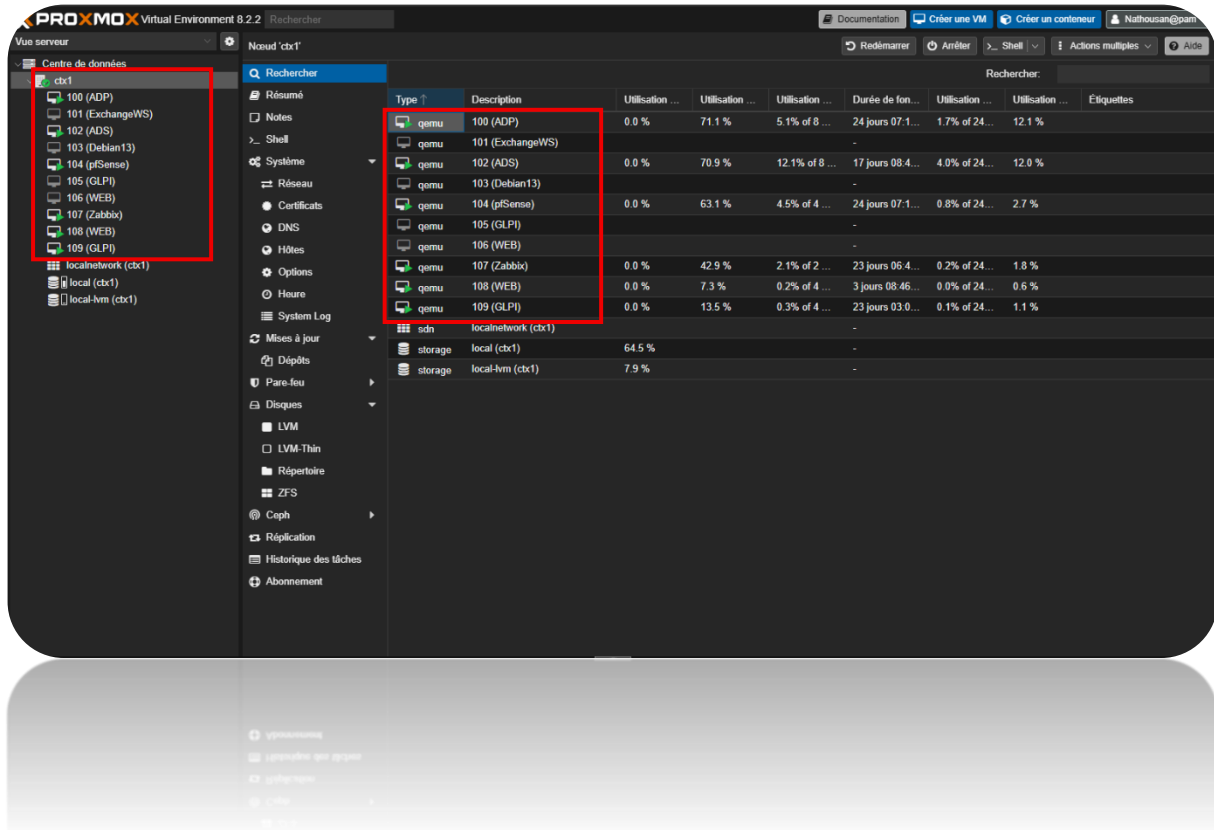 PROXMOX Virtual Environment 8.2.2 Rechercher
Documentation Créer une VM Créer un conteneur Nathousan@pam
Vue serveur
Centre de données
ctx1
100 (ADP)
101 (ExchangeWS)
102 (ADS)
103 (Debian13)
104 (pfSense)
105 (GLPI)
106 (WEB)
107 (Zabbix)
108 (WEB)
109 (GLPI)
localnetwork (ctx1)
local (ctx1)
local-lvm (ctx1)
Nœud 'ctx1'
Redémarrer Arrêter Shell Actions multiples Aide
Rechercher
Résumé
Notes
Shell
Système
Réseau
Certificats
DNS
Hôtes
Options
Heure
System Log
Mises à jour
Dépôts
Pare-feu
Disques
LVM
LVM-Thin
Répertoire
ZFS
Ceph
Réplication
Historique des tâches
Abonnement
Rechercher:
Type ↑ Description Utilisation ... Utilisation ... Utilisation ... Durée de fon... Utilisation ... Utilisation ... Étiquettes
qemu 100 (ADP) 0.0 % 71.1 % 5.1% of 8 ... 24 jours 07:1... 1.7% of 24... 12.1 %
qemu 101 (ExchangeWS) -
qemu 102 (ADS) 0.0 % 70.9 % 12.1% of 8 ... 17 jours 08:4... 4.0% of 24... 12.0 %
qemu 103 (Debian13) -
qemu 104 (pfSense) 0.0 % 63.1 % 4.5% of 4 ... 24 jours 07:1... 0.8% of 24... 2.7 %
qemu 105 (GLPI) -
qemu 106 (WEB) -
qemu 107 (Zabbix) 0.0 % 42.9 % 2.1% of 2 ... 23 jours 06:4... 0.2% of 24... 1.8 %
qemu 108 (WEB) 0.0 % 7.3 % 0.2% of 4 ... 3 jours 08:46... 0.0% of 24... 0.6 %
qemu 109 (GLPI) 0.0 % 13.5 % 0.3% of 4 ... 23 jours 03:0... 0.1% of 24... 1.1 %
sdn localnetwork (ctx1) -
storage local (ctx1) 64.5 % -
storage local-lvm (ctx1) 7.9 % -